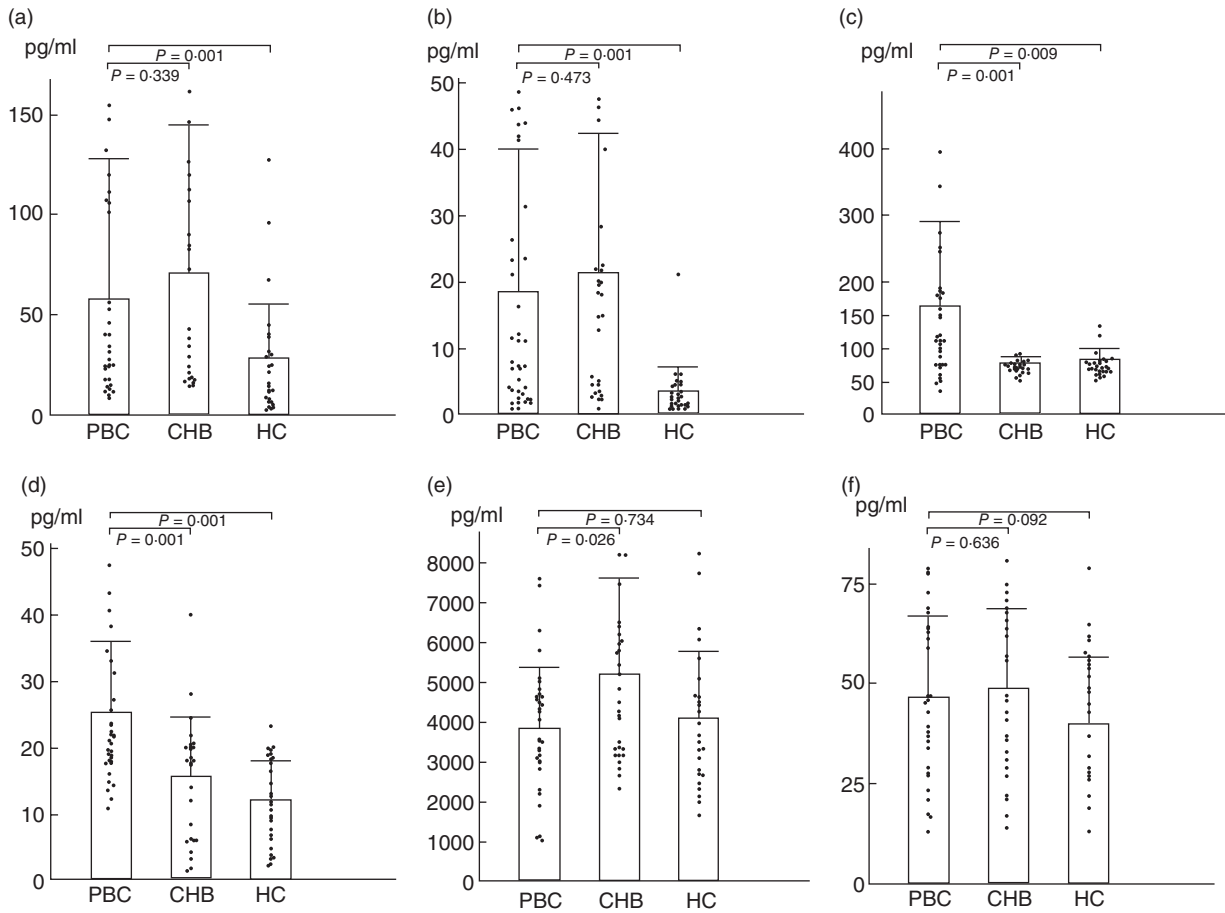 (a)
pg/ml
P = 0·001
P = 0·339
150
100
50
0
PBC CHB HC
(b)
pg/ml
P = 0·001
P = 0·473
50
40
30
20
10
0
PBC CHB HC
(c)
pg/ml
P = 0·009
P = 0·001
400
300
200
150
100
50
0
PBC CHB HC
(d)
pg/ml
P = 0·001
P = 0·001
50
40
30
20
10
0
PBC CHB HC
(e)
pg/ml
P = 0·734
P = 0·026
8000
7000
6000
5000
4000
3000
2000
1000
0
PBC CHB HC
(f)
pg/ml
P = 0·092
P = 0·636
75
50
25
0
PBC CHB HC